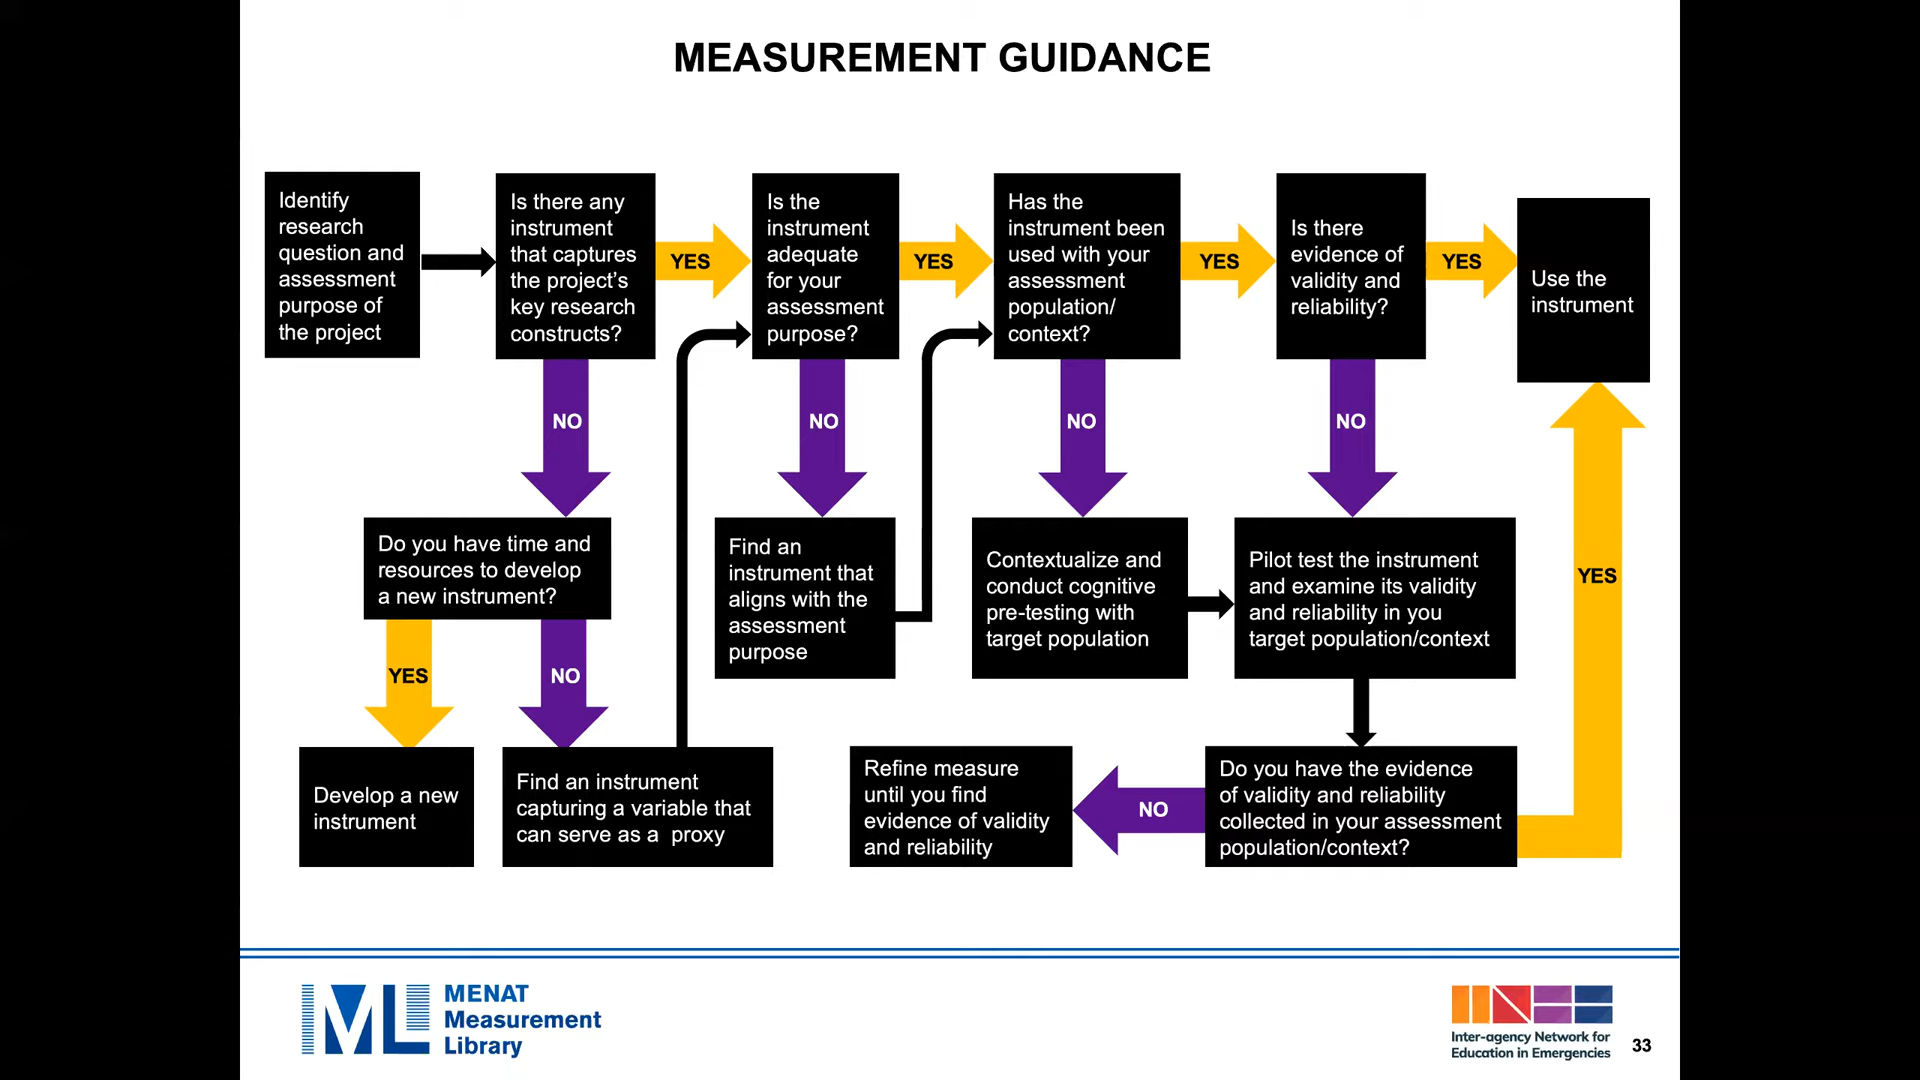 MEASUREMENT GUIDANCE
Identify
research
question and
assessment
purpose of
the project
Is there any
instrument
that captures
the project's
key research
constructs?
YES
Is the
instrument
adequate
for your
assessment
purpose?
YES
Has the
instrument been
used with your
assessment
population/
context?
YES
Is there
evidence of
validity and
reliability?
YES
Use the
instrument
NO
NO
NO
NO
Do you have time and
resources to develop
a new instrument?
Find an
instrument that
aligns with the
assessment
purpose
Contextualize and
conduct cognitive
pre-testing with
target population
Pilot test the instrument
and examine its validity
and reliability in you
target population/context
YES
YES
NO
Develop a new
instrument
Find an instrument
capturing a variable that
can serve as a proxy
Refine measure
until you find
evidence of validity
and reliability
NO
Do you have the evidence
of validity and reliability
collected in your assessment
population/context?
ML
MENAT
Measurement
Library
INEE
Inter-agency Network for
Education in Emergencies
33